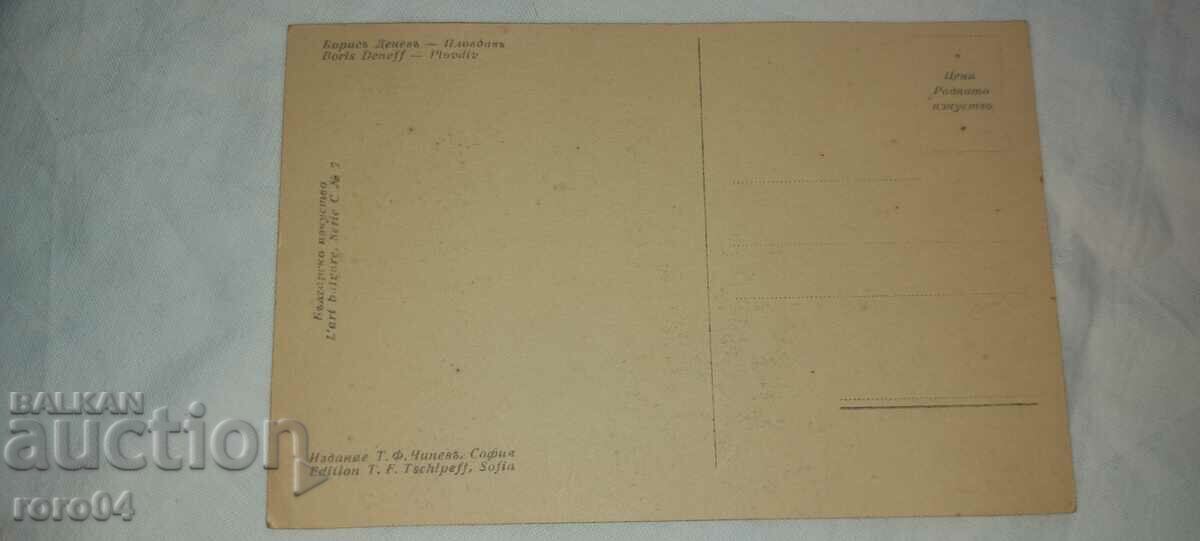 Борисъ Деневъ — Пловдивъ
Boris Deneff — Plovdiv
Цени
Родното
изкуство
Българско изкуство
L'art bulgare, Serie C № 7
Издание Т. Ф. Чипевъ, София
Edition T. F. Tschipeff, Sofia
BALKAN
auction
roro04